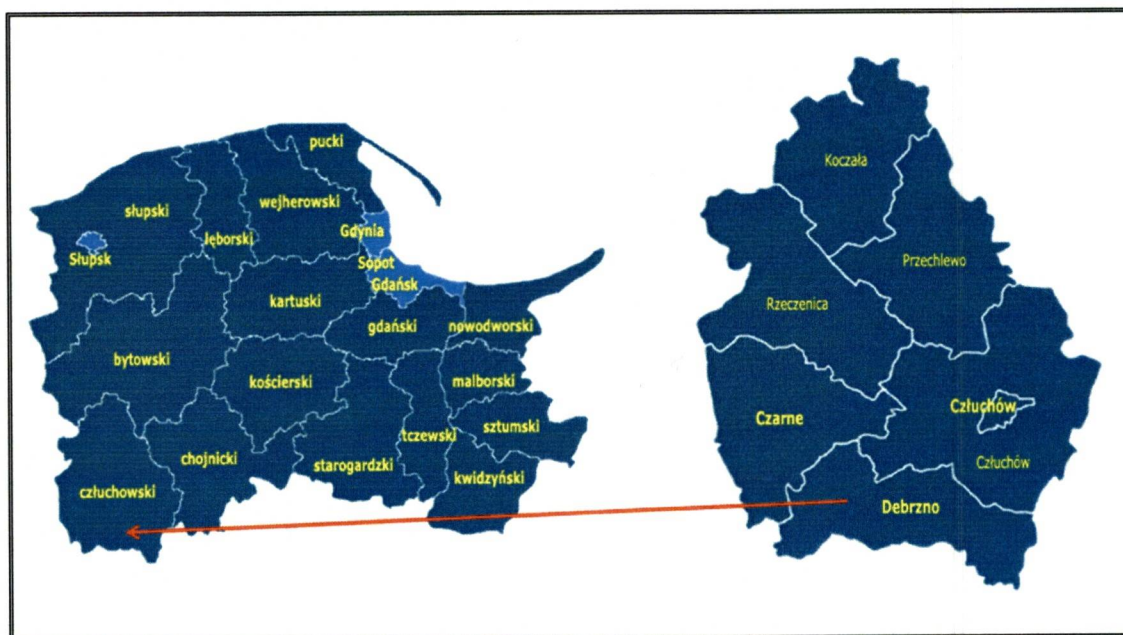 pucki
słupski
wejherowski
Gdynia
lęborski
Słupsk
Sopot
Gdańsk
kartuski
gdański
nowodworski
bytowski
kościerski
malborski
sztumski
tczewski
chojnicki
starogardzki
kwidzyński
człuchowski
Koczała
Przechlewo
Rzeczenica
Czarne
Człuchów
Człuchów
Debrzno